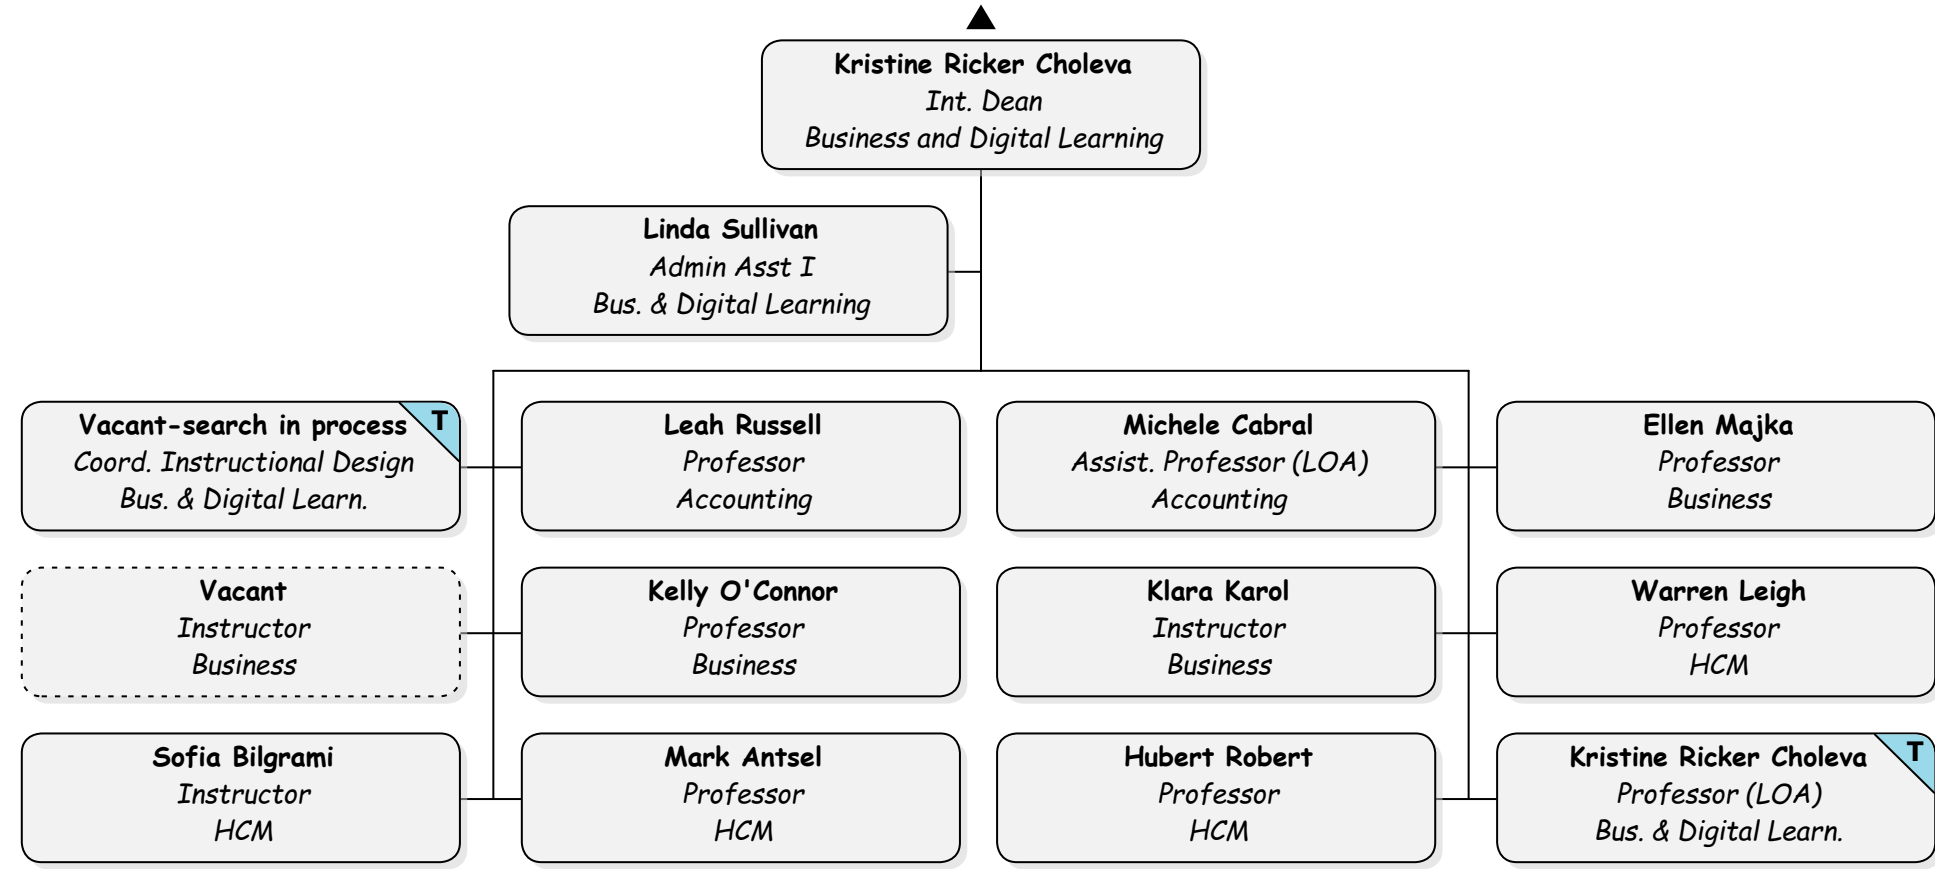 Kristine Ricker Choleva
Int. Dean
Business and Digital Learning
Linda Sullivan
Admin Asst I
Bus. & Digital Learning
Vacant-search in process
T
Coord. Instructional Design
Bus. & Digital Learn.
Leah Russell
Professor
Accounting
Michele Cabral
Assist. Professor (LOA)
Accounting
Ellen Majka
Professor
Business
Vacant
Instructor
Business
Kelly O'Connor
Professor
Business
Klara Karol
Instructor
Business
Warren Leigh
Professor
HCM
Sofia Bilgrami
Instructor
HCM
Mark Antsel
Professor
HCM
Hubert Robert
Professor
HCM
Kristine Ricker Choleva
T
Professor (LOA)
Bus. & Digital Learn.